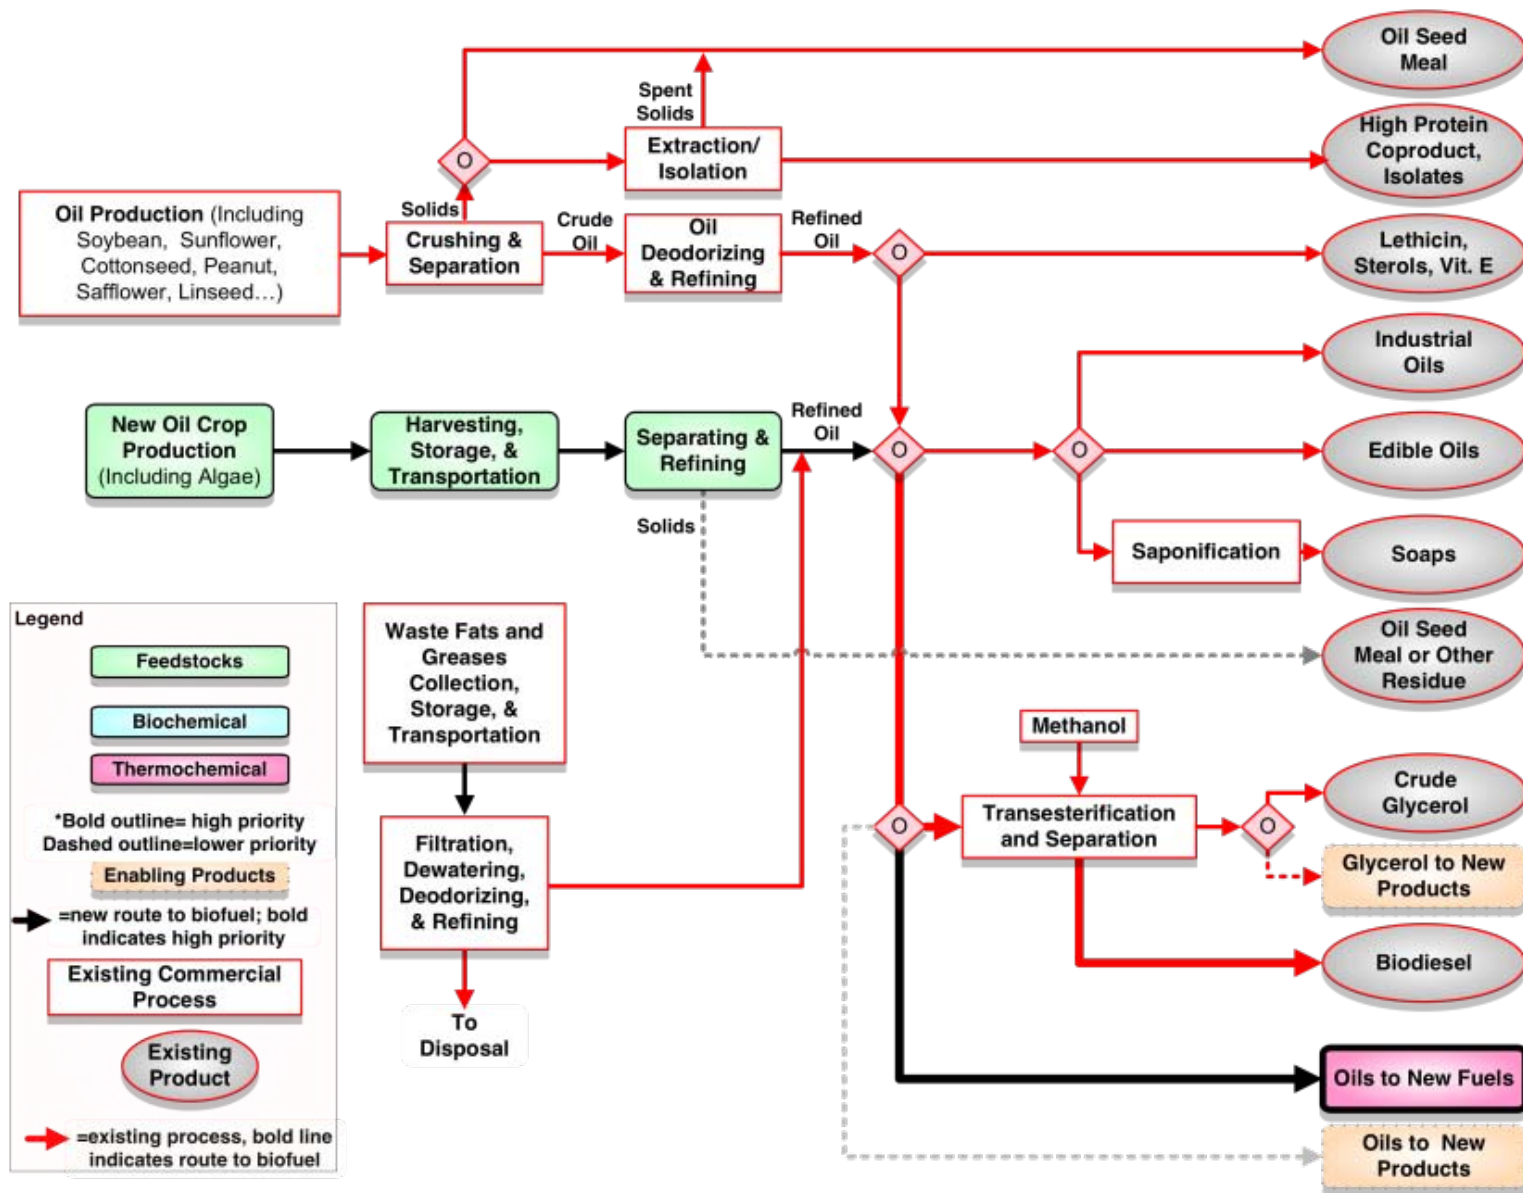 Oil Seed
Meal
Spent
Solids
High Protein
Coproduct,
Isolates
Extraction/
Isolation
O
Solids
Oil Production (Including
Soybean, Sunflower,
Cottonseed, Peanut,
Safflower, Linseed...)
Crushing &
Separation
Crude
Oil
Oil
Deodorizing
& Refining
Refined
Oil
O
Lethicin,
Sterols, Vit. E
Industrial
Oils
New Oil Crop
Production
(Including Algae)
Harvesting,
Storage, &
Transportation
Separating &
Refining
Refined
Oil
O
O
Edible Oils
Solids
Saponification
Soaps
Oil Seed
Meal or Other
Residue
Legend
Feedstocks
Biochemical
Thermochemical
*Bold outline= high priority
Dashed outline=lower priority
Enabling Products
=new route to biofuel; bold
indicates high priority
Existing Commercial
Process
Existing
Product
=existing process, bold line
indicates route to biofuel
Waste Fats and
Greases
Collection,
Storage, &
Transportation
Filtration,
Dewatering,
Deodorizing,
& Refining
To
Disposal
Methanol
O
Transesterification
and Separation
O
Crude
Glycerol
Glycerol to New
Products
Biodiesel
Oils to New Fuels
Oils to New
Products